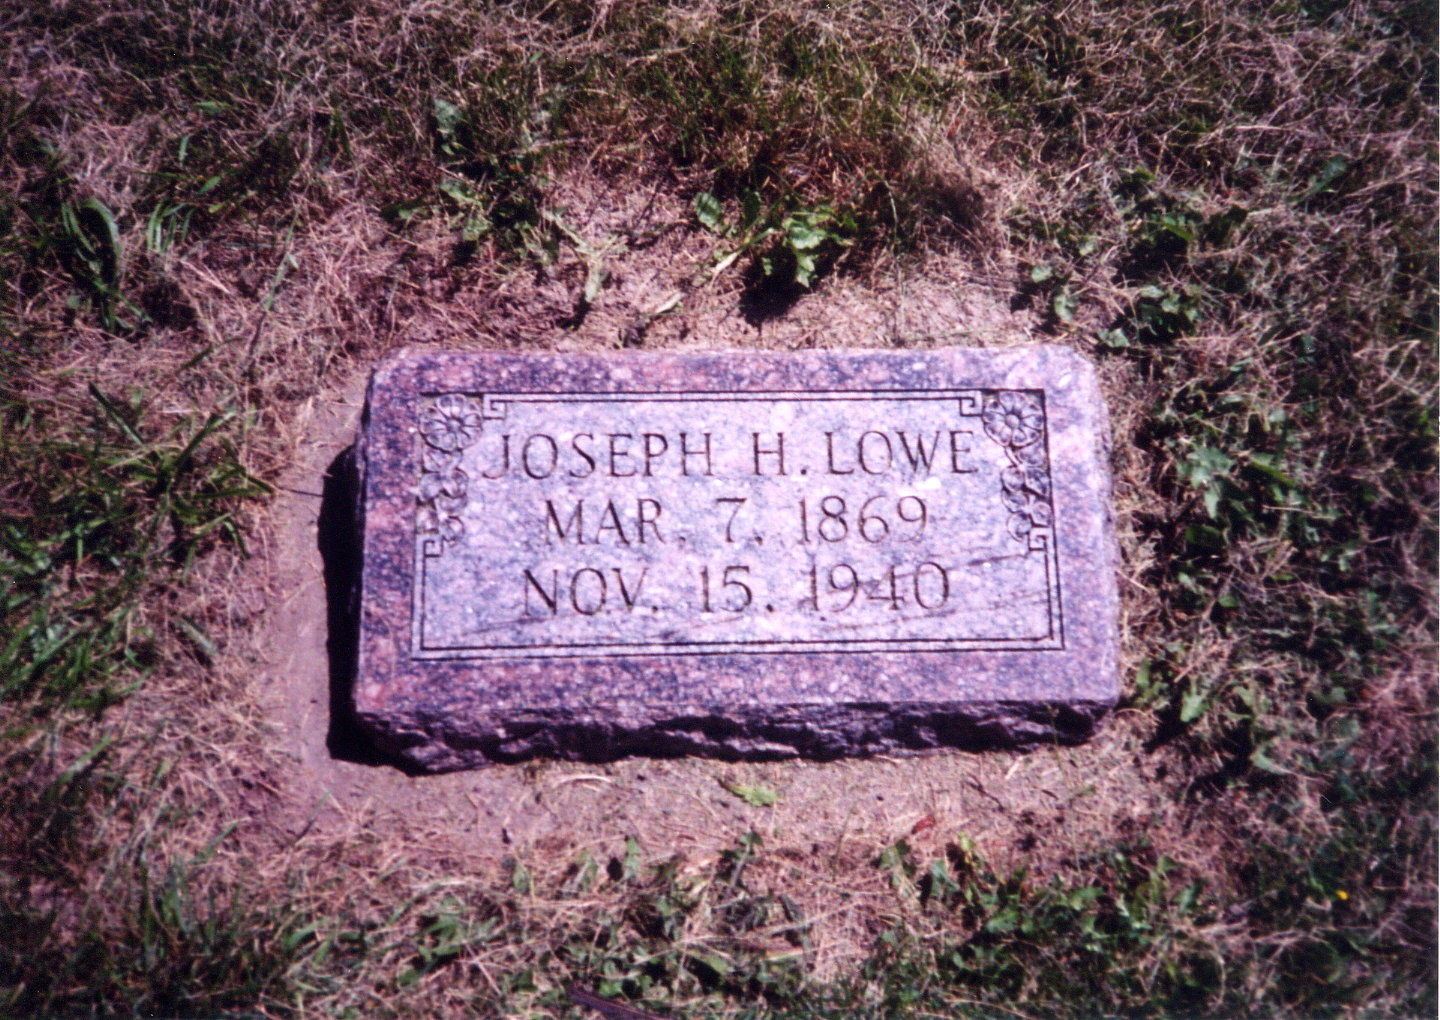 JOSEPH H. LOWE
MAR. 7. 1869
NOV. 15. 1940